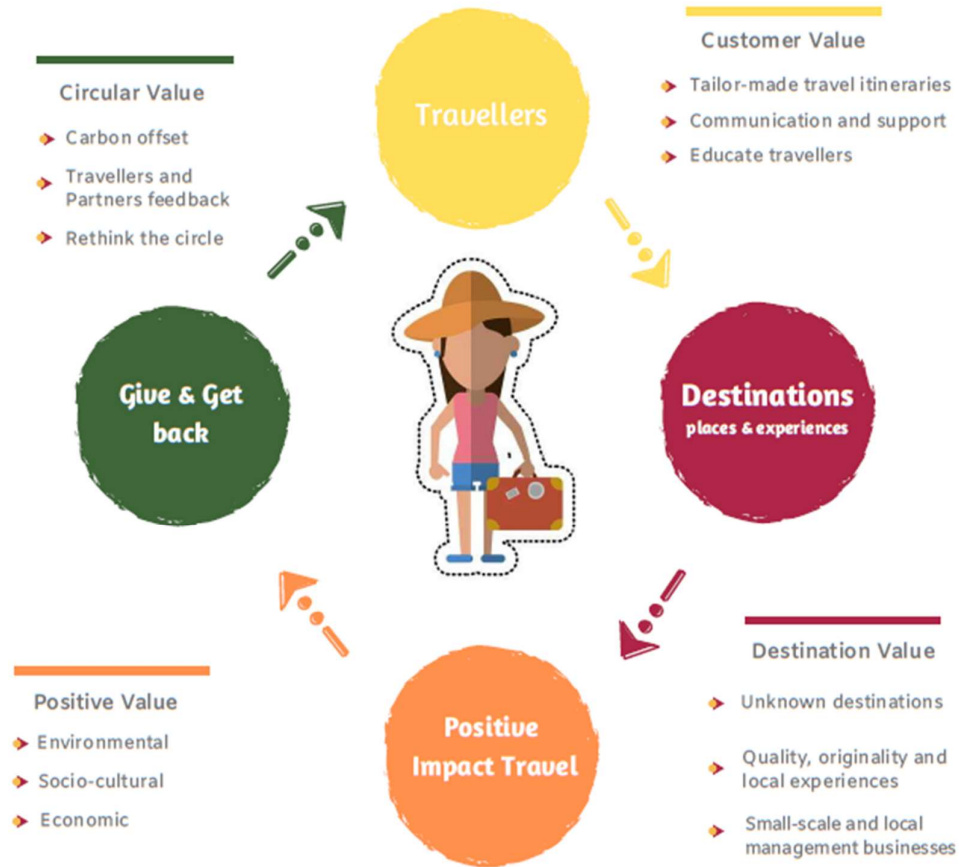 Travellers
Customer Value
Tailor-made travel itineraries
Communication and support
Educate travellers
Destinations
places & experiences
Destination Value
Unknown destinations
Quality, originality and
local experiences
Small-scale and local
management businesses
Positive
Impact Travel
Positive Value
Environmental
Socio-cultural
Economic
Give & Get
back
Circular Value
Carbon offset
Travellers and
Partners feedback
Rethink the circle